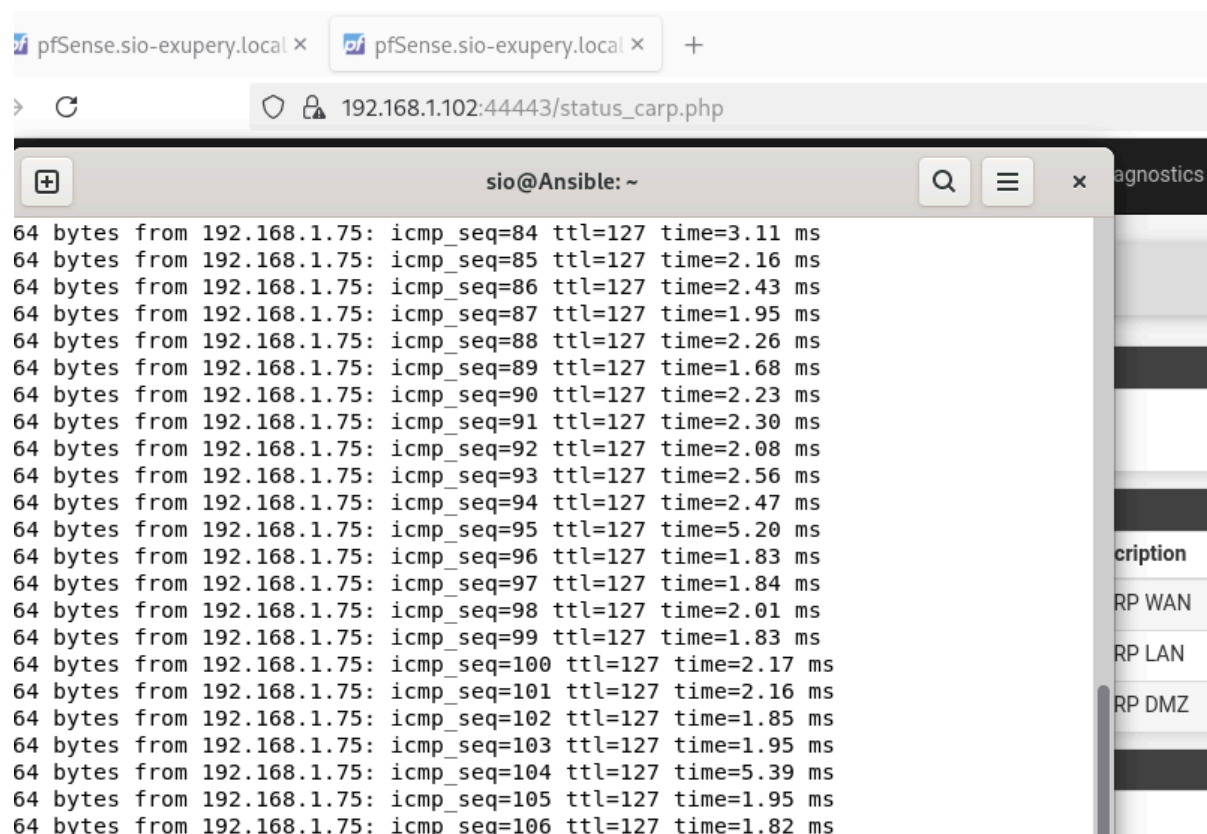 pfSense.sio-exupery.local
pfSense.sio-exupery.local
192.168.1.102:44443/status_carp.php
sio@Ansible: ~
agnostics
64 bytes from 192.168.1.75: icmp_seq=84 ttl=127 time=3.11 ms
64 bytes from 192.168.1.75: icmp_seq=85 ttl=127 time=2.16 ms
64 bytes from 192.168.1.75: icmp_seq=86 ttl=127 time=2.43 ms
64 bytes from 192.168.1.75: icmp_seq=87 ttl=127 time=1.95 ms
64 bytes from 192.168.1.75: icmp_seq=88 ttl=127 time=2.26 ms
64 bytes from 192.168.1.75: icmp_seq=89 ttl=127 time=1.68 ms
64 bytes from 192.168.1.75: icmp_seq=90 ttl=127 time=2.23 ms
64 bytes from 192.168.1.75: icmp_seq=91 ttl=127 time=2.30 ms
64 bytes from 192.168.1.75: icmp_seq=92 ttl=127 time=2.08 ms
64 bytes from 192.168.1.75: icmp_seq=93 ttl=127 time=2.56 ms
64 bytes from 192.168.1.75: icmp_seq=94 ttl=127 time=2.47 ms
64 bytes from 192.168.1.75: icmp_seq=95 ttl=127 time=5.20 ms
64 bytes from 192.168.1.75: icmp_seq=96 ttl=127 time=1.83 ms
64 bytes from 192.168.1.75: icmp_seq=97 ttl=127 time=1.84 ms
64 bytes from 192.168.1.75: icmp_seq=98 ttl=127 time=2.01 ms
64 bytes from 192.168.1.75: icmp_seq=99 ttl=127 time=1.83 ms
64 bytes from 192.168.1.75: icmp_seq=100 ttl=127 time=2.17 ms
64 bytes from 192.168.1.75: icmp_seq=101 ttl=127 time=2.16 ms
64 bytes from 192.168.1.75: icmp_seq=102 ttl=127 time=1.85 ms
64 bytes from 192.168.1.75: icmp_seq=103 ttl=127 time=1.95 ms
64 bytes from 192.168.1.75: icmp_seq=104 ttl=127 time=5.39 ms
64 bytes from 192.168.1.75: icmp_seq=105 ttl=127 time=1.95 ms
64 bytes from 192.168.1.75: icmp_seq=106 ttl=127 time=1.82 ms
cription
RP WAN
RP LAN
RP DMZ